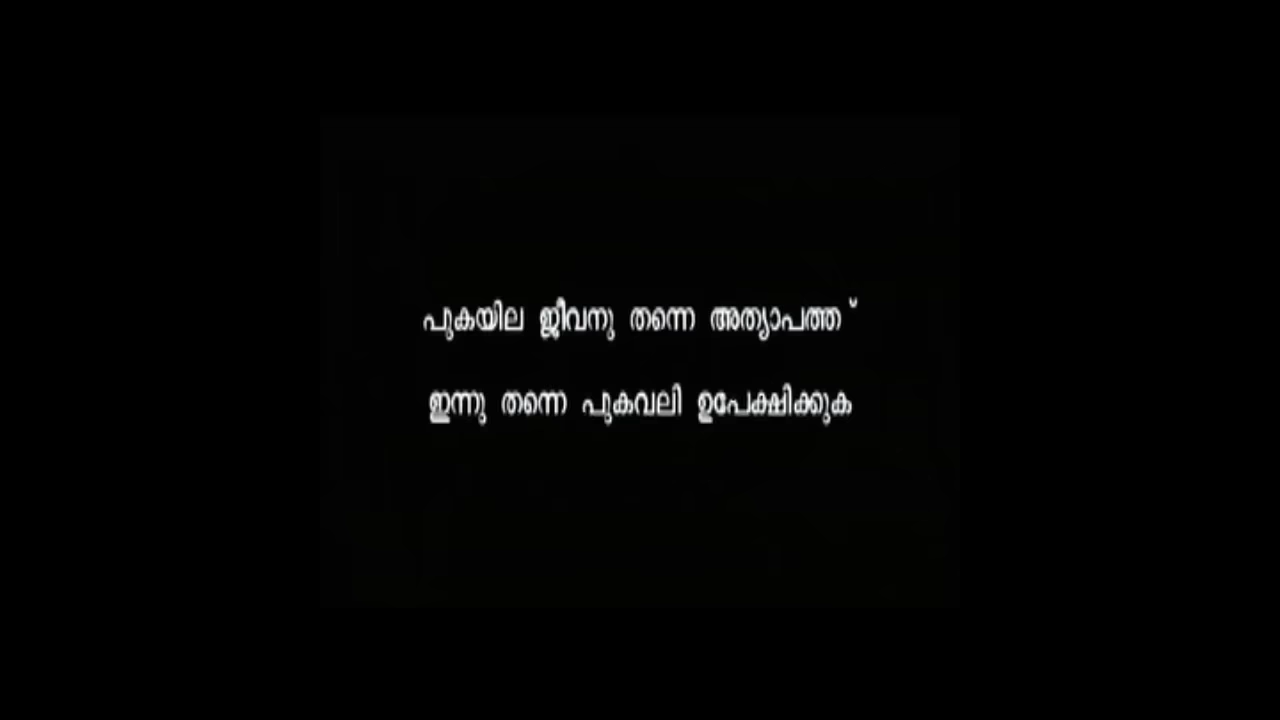 പുകയില ജീവനു തന്നെ അത്യാപത്ത്
ഇന്നു തന്നെ പുകവലി ഉപേക്ഷിക്കുക